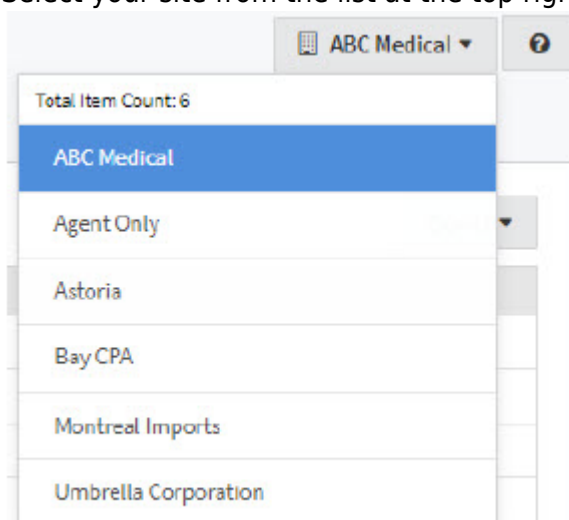 Select your site from the list at the top
ABC Medical
Total Item Count: 6
ABC Medical
Agent Only
Astoria
Bay CPA
Montreal Imports
Umbrella Corporation